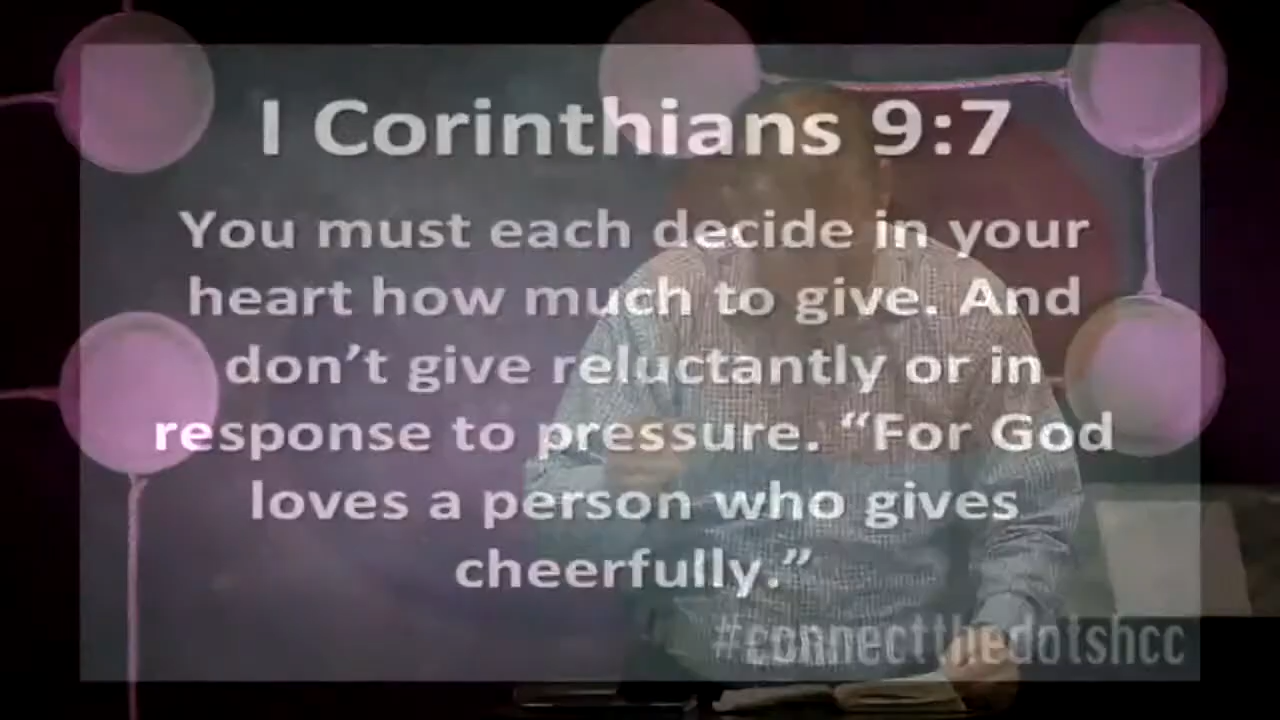 I Corinthians 9:7
You must each decide in your
heart how much to give. And
don’t give reluctantly or in
response to pressure. “For God
loves a person who gives
cheerfully.”
#connectthedotshcc